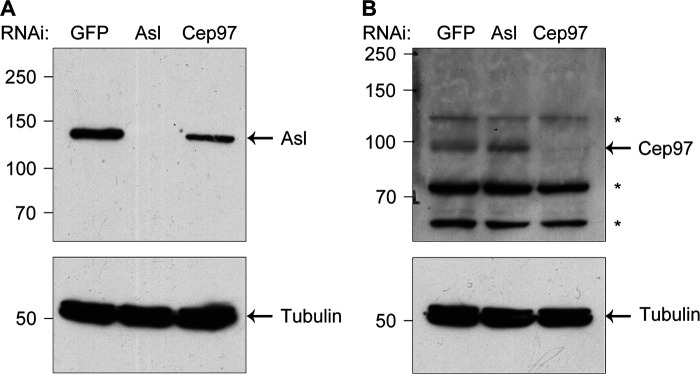 A
RNAi: GFP Asl Cep97
250
150
100
70
Asl
50
Tubulin
B
RNAi: GFP Asl Cep97
250
150
100
70
*
Cep97
*
*
50
Tubulin